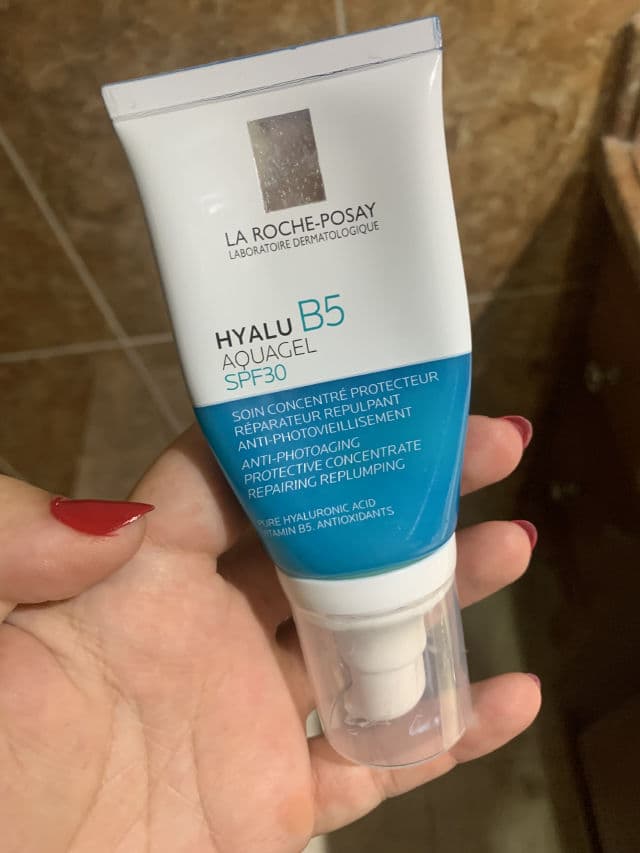 LA ROCHE-POSAY
LABORATOIRE DERMATOLOGIQUE
HYALU B5
AQUAGEL
SPF30
SOIN CONCENTRÉ PROTECTEUR
RÉPARATEUR REPULPANT
ANTI-PHOTOVIEILLISEMENT
ANTI-PHOTOAGING
PROTECTIVE CONCENTRATE
REPAIRING REPLUMPING
PURE HYALURONIC ACID
VITAMIN B5. ANTIOXIDANTS